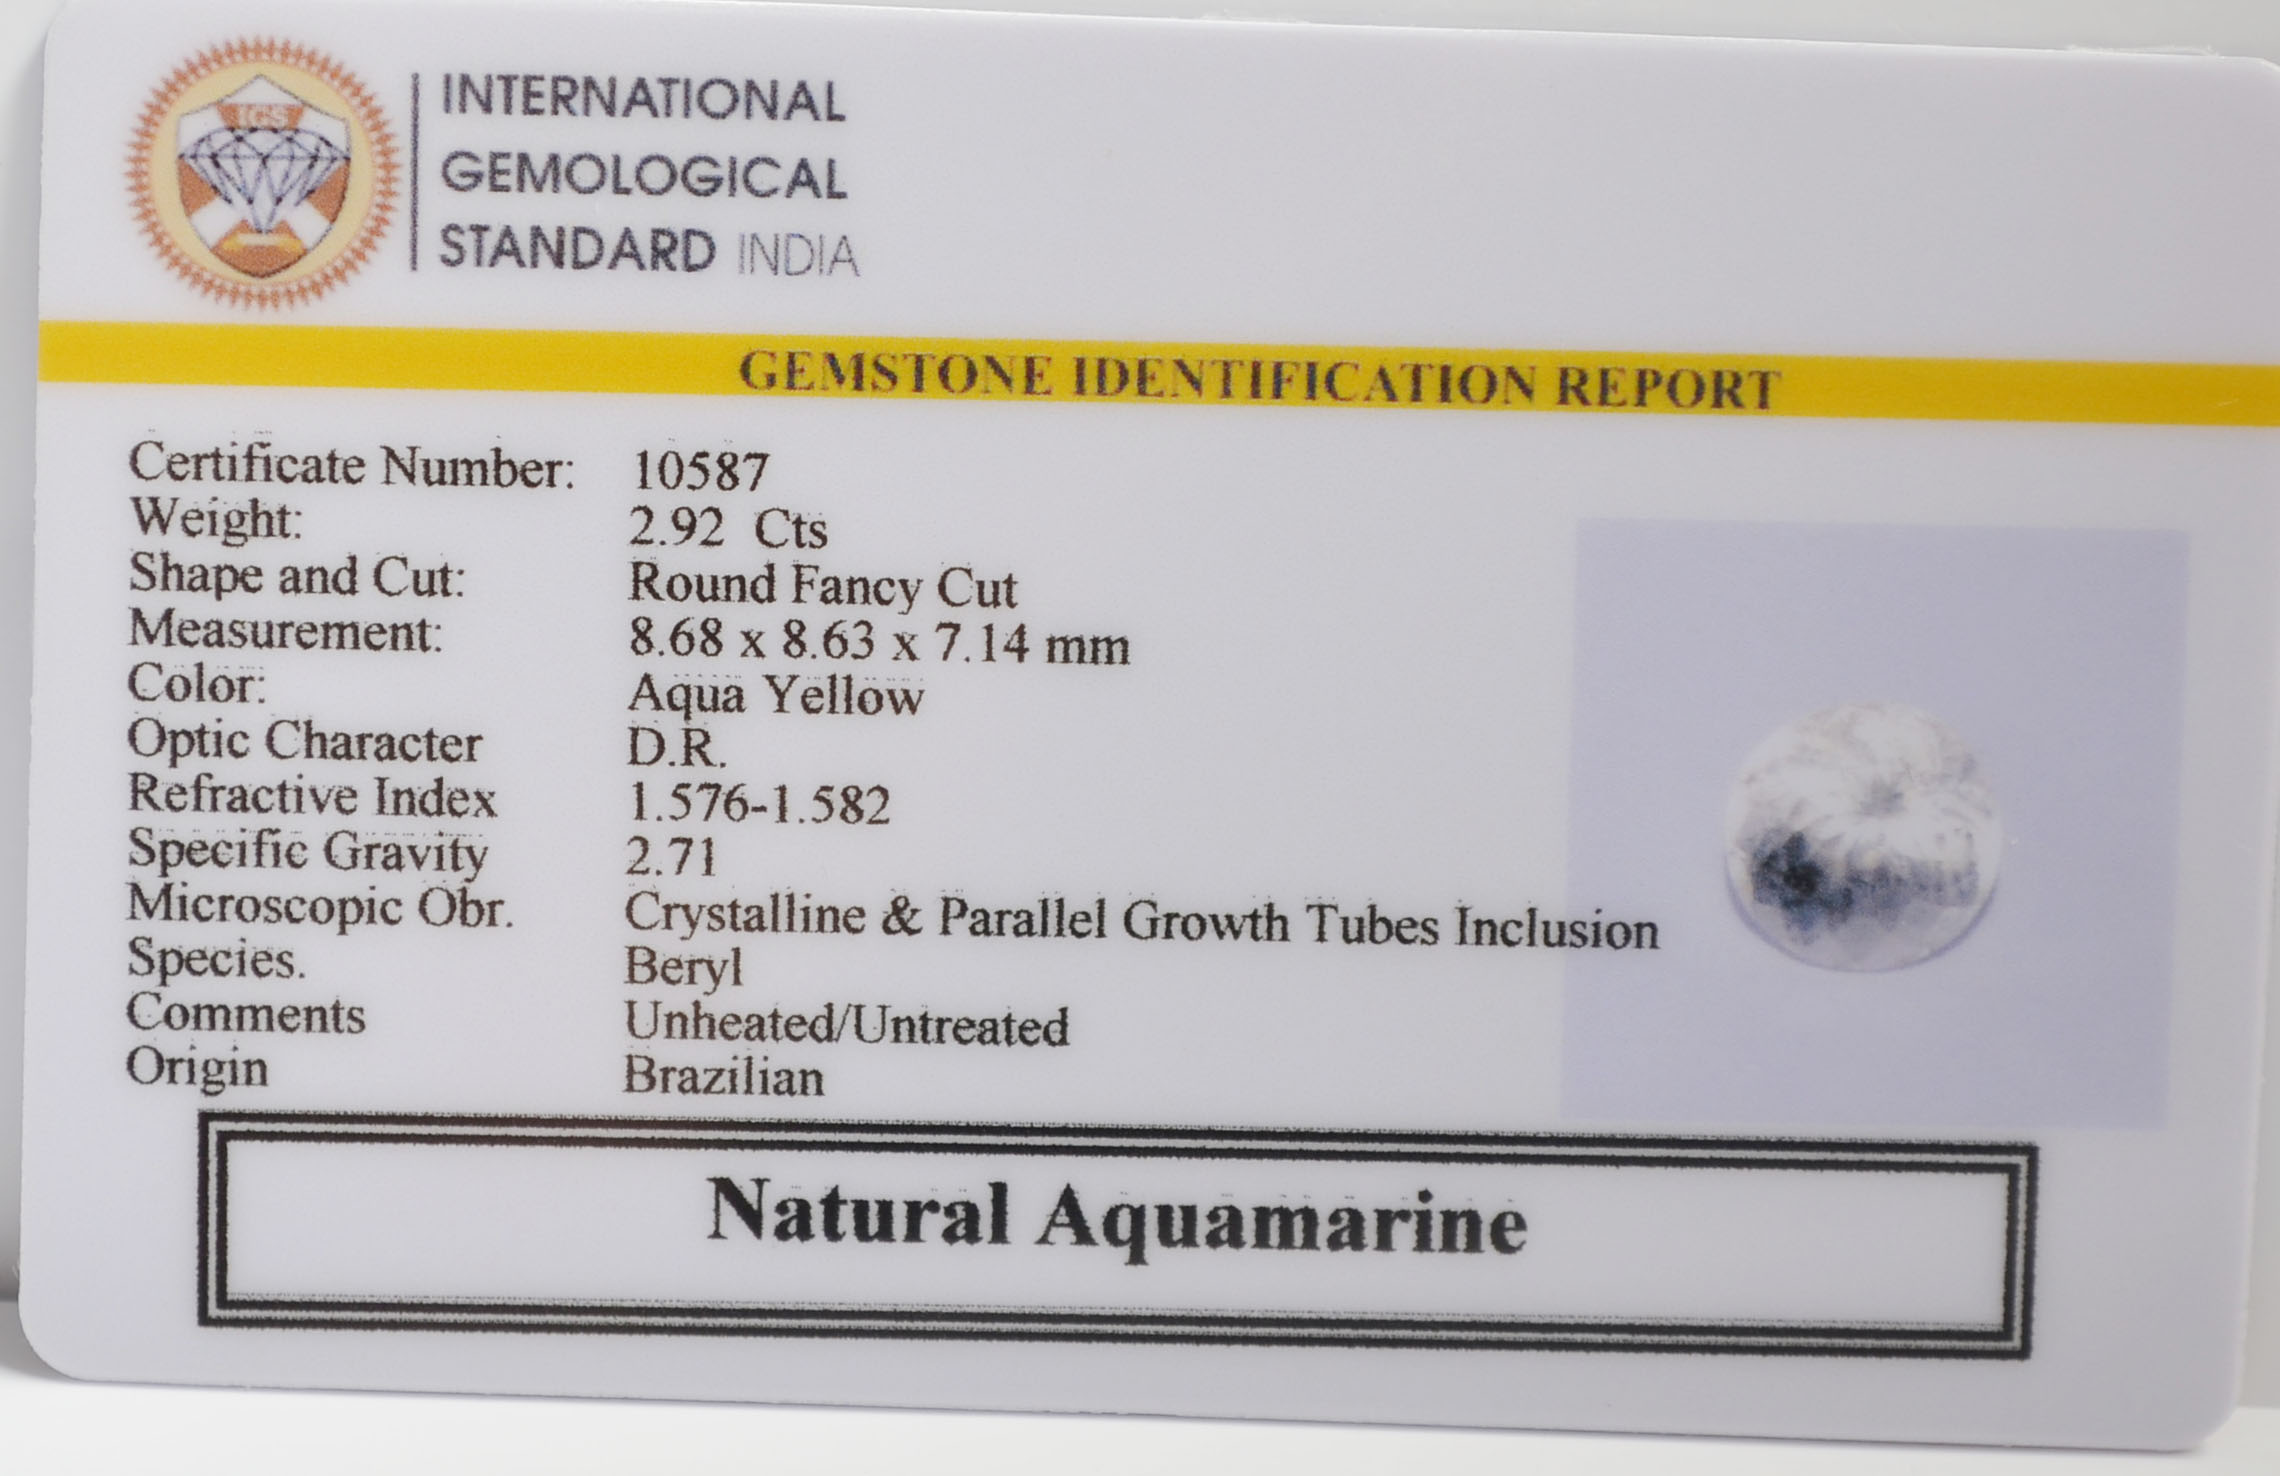 IGS
INTERNATIONAL
GEMOLOGICAL
STANDARD INDIA
GEMSTONE IDENTIFICATION REPORT
Certificate Number: 10587
Weight: 2.92 Cts
Shape and Cut: Round Fancy Cut
Measurement: 8.68 x 8.63 x 7.14 mm
Color: Aqua Yellow
Optic Character D.R.
Refractive Index 1.576-1.582
Specific Gravity 2.71
Microscopic Obr. Crystalline & Parallel Growth Tubes Inclusion
Species. Beryl
Comments Unheated/Untreated
Origin Brazilian
Natural Aquamarine